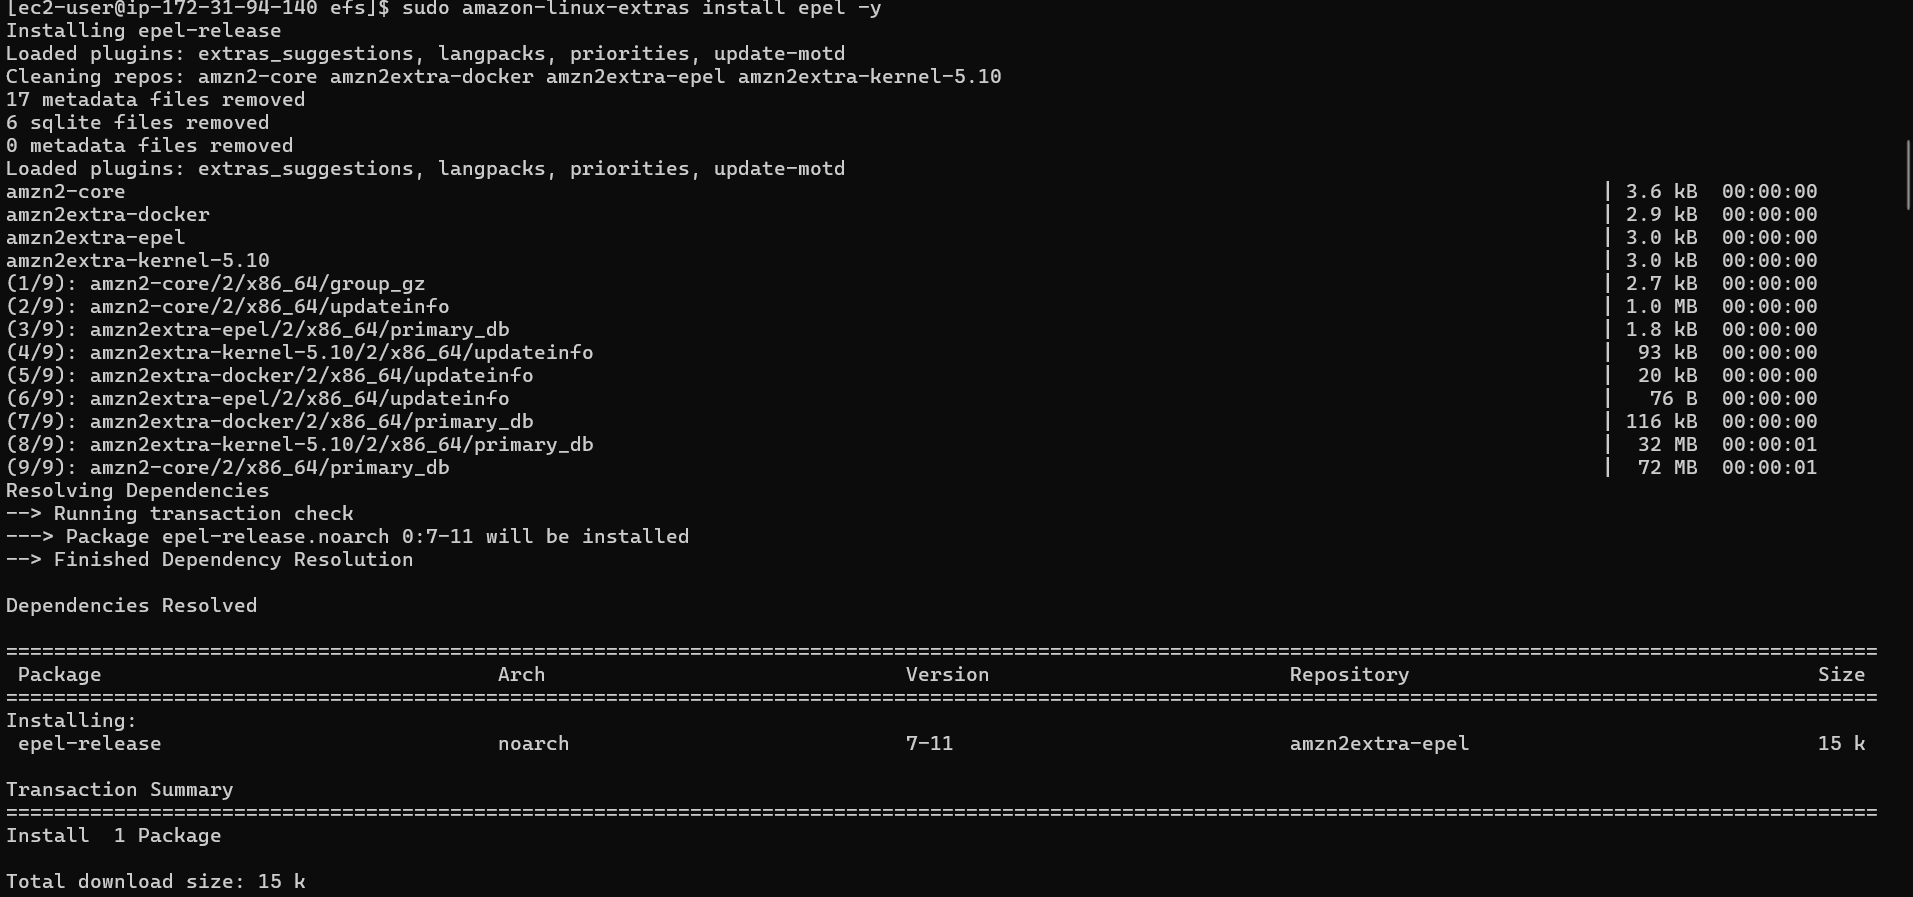 [ec2-user@ip-172-31-94-140 efs]$ sudo amazon-linux-extras install epel -y
Installing epel-release
Loaded plugins: extras_suggestions, langpacks, priorities, update-motd
Cleaning repos: amzn2-core amzn2extra-docker amzn2extra-epel amzn2extra-kernel-5.10
17 metadata files removed
6 sqlite files removed
0 metadata files removed
Loaded plugins: extras_suggestions, langpacks, priorities, update-motd
amzn2-core | 3.6 kB 00:00:00
amzn2extra-docker | 2.9 kB 00:00:00
amzn2extra-epel | 3.0 kB 00:00:00
amzn2extra-kernel-5.10 | 3.0 kB 00:00:00
(1/9): amzn2-core/2/x86_64/group_gz | 2.7 kB 00:00:00
(2/9): amzn2-core/2/x86_64/updateinfo | 1.0 MB 00:00:00
(3/9): amzn2extra-epel/2/x86_64/primary_db | 1.8 kB 00:00:00
(4/9): amzn2extra-kernel-5.10/2/x86_64/updateinfo | 93 kB 00:00:00
(5/9): amzn2extra-docker/2/x86_64/updateinfo | 20 kB 00:00:00
(6/9): amzn2extra-epel/2/x86_64/updateinfo | 76 B 00:00:00
(7/9): amzn2extra-docker/2/x86_64/primary_db | 116 kB 00:00:00
(8/9): amzn2extra-kernel-5.10/2/x86_64/primary_db | 32 MB 00:00:01
(9/9): amzn2-core/2/x86_64/primary_db | 72 MB 00:00:01
Resolving Dependencies
--> Running transaction check
---> Package epel-release.noarch 0:7-11 will be installed
--> Finished Dependency Resolution
Dependencies Resolved
Package Arch Version Repository Size
Installing:
epel-release noarch 7-11 amzn2extra-epel 15 k
Transaction Summary
Install 1 Package
Total download size: 15 k